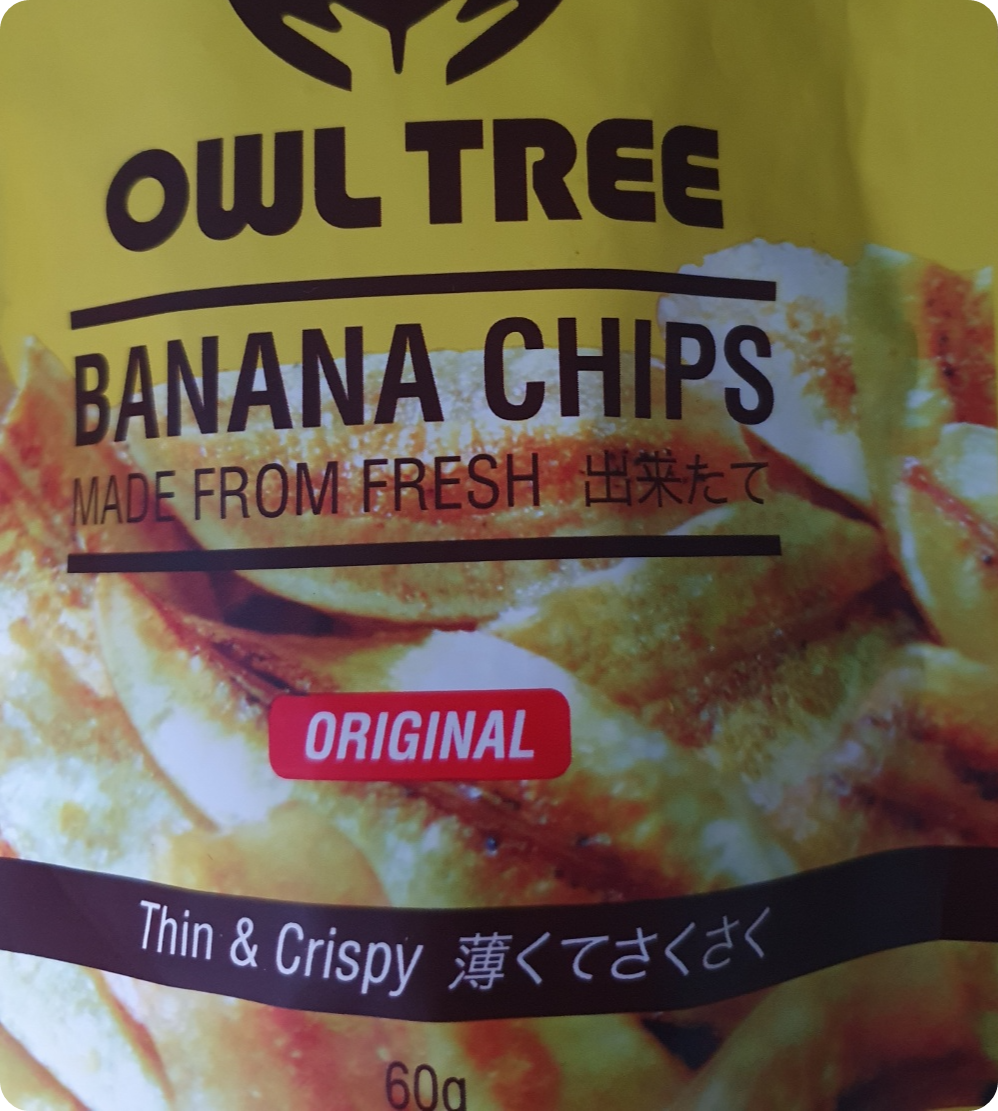 OWL TREE
BANANA CHIPS
MADE FROM FRESH 出来たて
ORIGINAL
Thin & Crispy 薄くてさくさく
60g